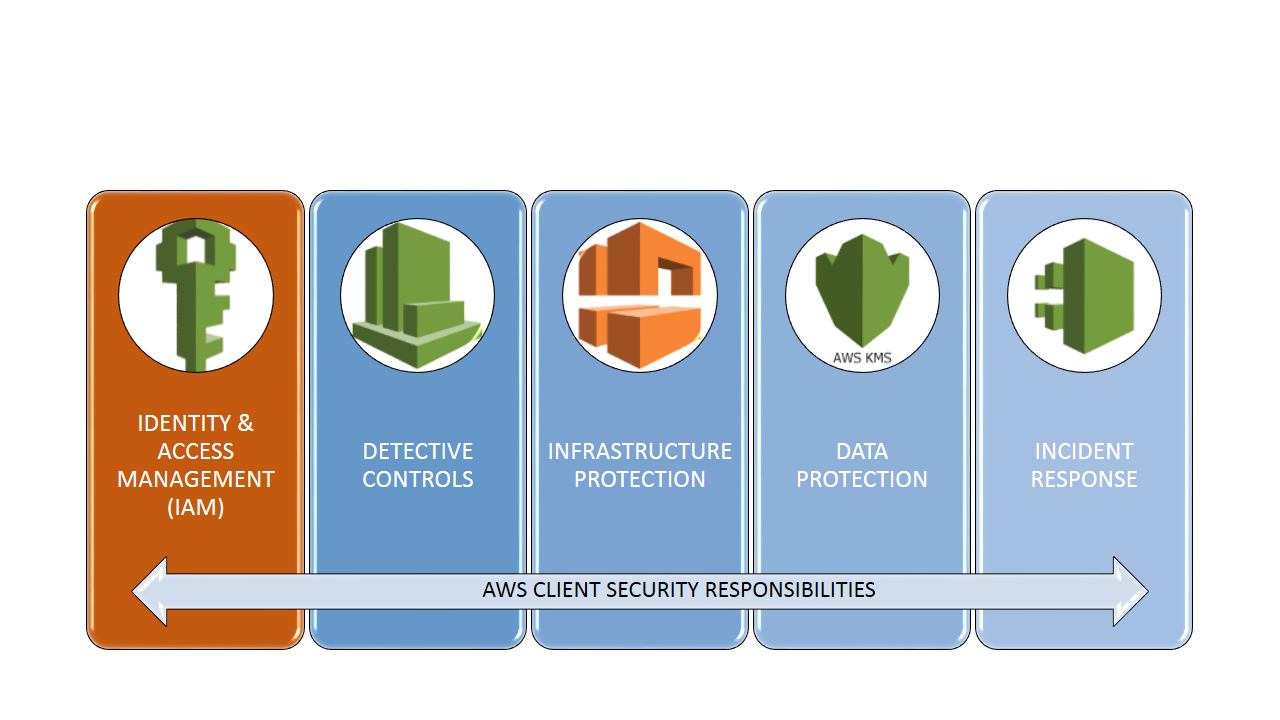 AWS KMS
IDENTITY &
ACCESS
MANAGEMENT
(IAM)
DETECTIVE
CONTROLS
INFRASTRUCTURE
PROTECTION
DATA
PROTECTION
INCIDENT
RESPONSE
AWS CLIENT SECURITY RESPONSIBILITIES